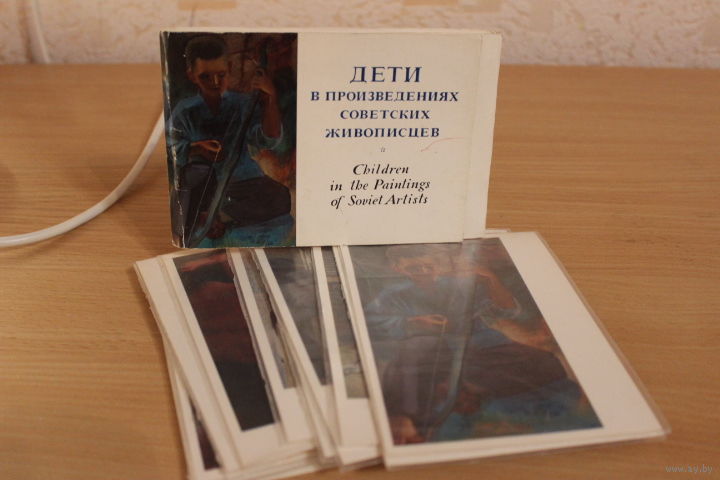 ДЕТИ
В ПРОИЗВЕДЕНИЯХ
СОВЕТСКИХ
ЖИВОПИСЦЕВ
Children
in the Paintings
of Soviet Artists
www.ay.by